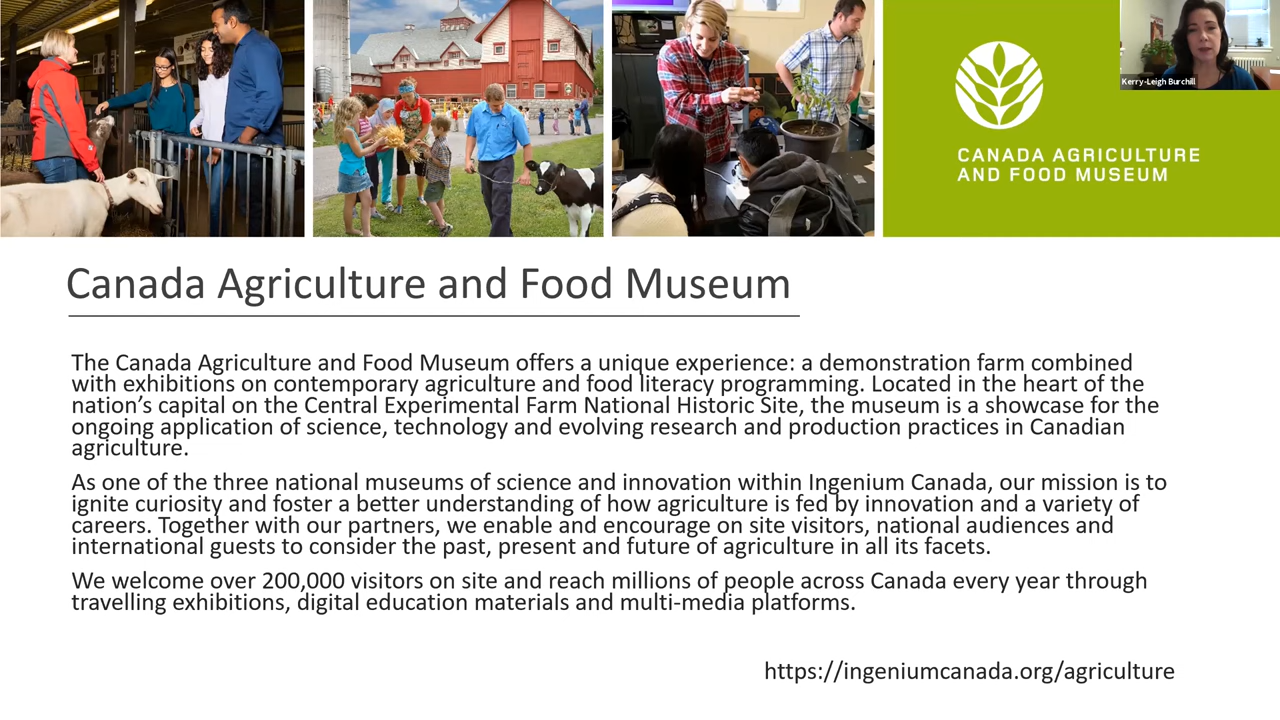 Kerry-Leigh Burchill
CANADA AGRICULTURE
AND FOOD MUSEUM
Canada Agriculture and Food Museum
The Canada Agriculture and Food Museum offers a unique experience: a demonstration farm combined
with exhibitions on contemporary agriculture and food literacy programming. Located in the heart of the
nation’s capital on the Central Experimental Farm National Historic Site, the museum is a showcase for the
ongoing application of science, technology and evolving research and production practices in Canadian
agriculture.
As one of the three national museums of science and innovation within Ingenium Canada, our mission is to
ignite curiosity and foster a better understanding of how agriculture is fed by innovation and a variety of
careers. Together with our partners, we enable and encourage on site visitors, national audiences and
international guests to consider the past, present and future of agriculture in all its facets.
We welcome over 200,000 visitors on site and reach millions of people across Canada every year through
travelling exhibitions, digital education materials and multi-media platforms.
https://ingeniumcanada.org/agriculture